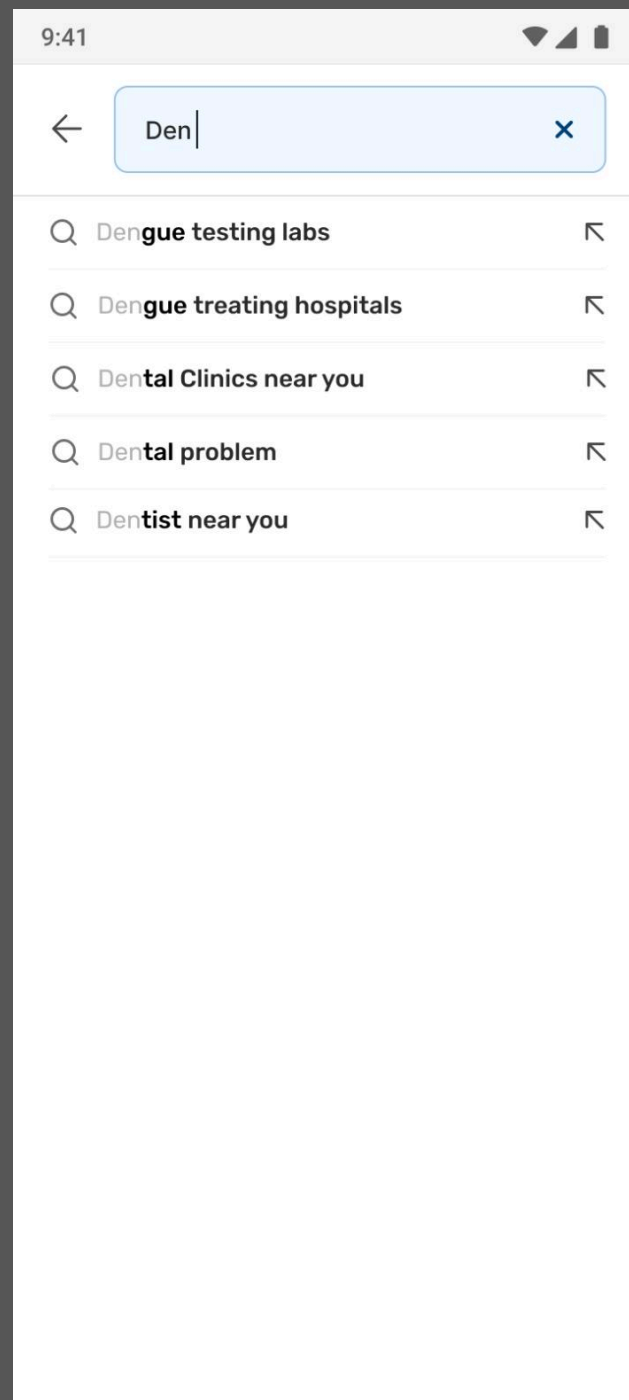 9:41
Den
Dengue testing labs
Dengue treating hospitals
Dental Clinics near you
Dental problem
Dentist near you